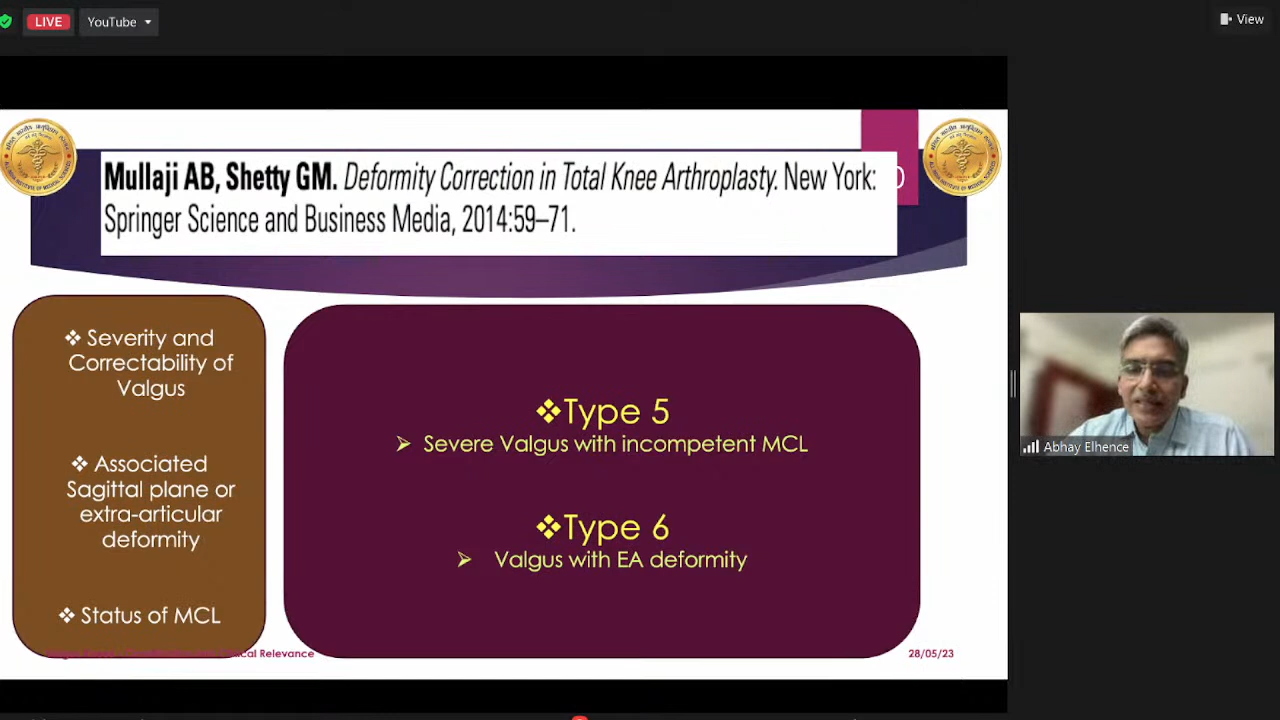 LIVE
YouTube
View
Mullaji AB, Shetty GM. Deformity Correction in Total Knee Arthroplasty. New York:
Springer Science and Business Media, 2014:59–71.
❖ Severity and
Correctability of
Valgus
❖ Associated
Sagittal plane or
extra-articular
deformity
❖ Status of MCL
❖Type 5
➢ Severe Valgus with incompetent MCL
❖Type 6
➢ Valgus with EA deformity
Relevance
28/05/23
Abhay Elhence